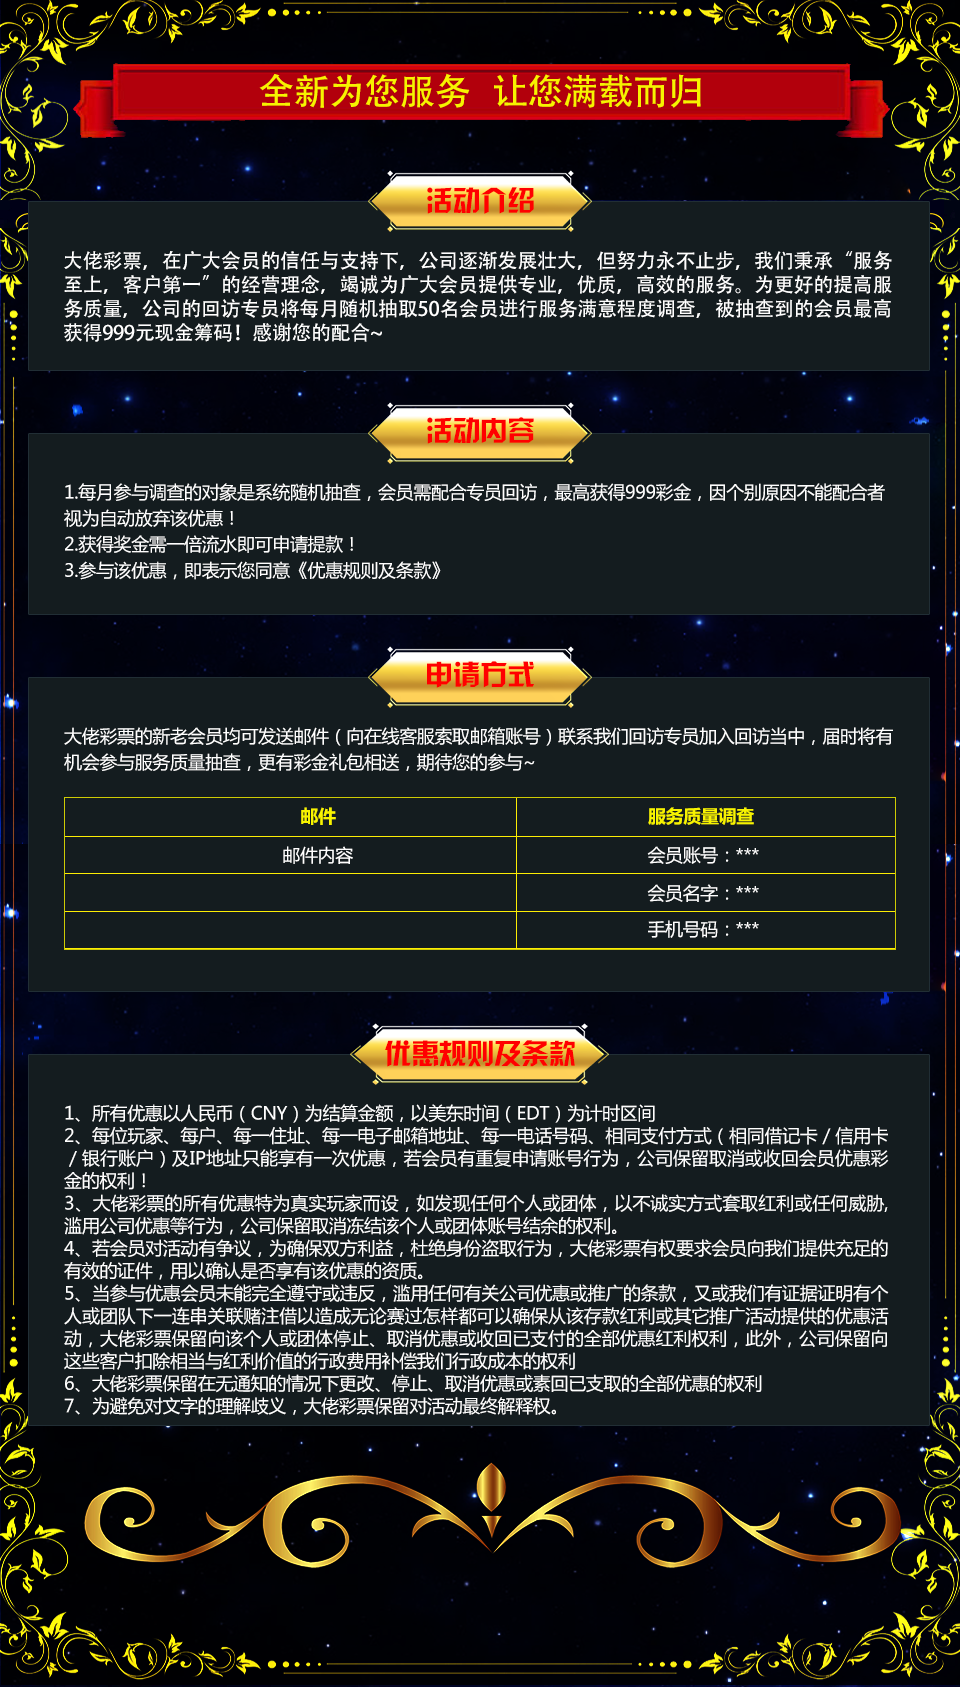 全新为您服务 让您满载而归
活动介绍
大佬彩票，在广大会员的信任与支持下，公司逐渐发展壮大，但努力永不止步，我们秉承“服务
至上，客户第一”的经营理念，竭诚为广大会员提供专业，优质，高效的服务。为更好的提高服
务质量，公司的回访专员将每月随机抽取50名会员进行服务满意程度调查，被抽查到的会员最高
获得999元现金筹码！感谢您的配合~
活动内容
1.每月参与调查的对象是系统随机抽查，会员需配合专员回访，最高获得999彩金，因个别原因不能配合者
视为自动放弃该优惠！
2.获得奖金需一倍流水即可申请提款！
3.参与该优惠，即表示您同意《优惠规则及条款》
申请方式
大佬彩票的新老会员均可发送邮件（向在线客服索取邮箱账号）联系我们回访专员加入回访当中，届时将有
机会参与服务质量抽查，更有彩金礼包相送，期待您的参与~
邮件 服务质量调查
邮件内容 会员账号：***
会员名字：***
手机号码：***
优惠规则及条款
1、所有优惠以人民币（CNY）为结算金额，以美东时间（EDT）为计时区间
2、每位玩家、每户、每一住址、每一电子邮箱地址、每一电话号码、相同支付方式（相同借记卡／信用卡
／银行账户）及IP地址只能享有一次优惠，若会员有重复申请账号行为，公司保留取消或收回会员优惠彩
金的权利！
3、大佬彩票的所有优惠特为真实玩家而设，如发现任何个人或团体，以不诚实方式套取红利或任何威胁,
滥用公司优惠等行为，公司保留取消冻结该个人或团体账号结余的权利。
4、若会员对活动有争议，为确保双方利益，杜绝身份盗取行为，大佬彩票有权要求会员向我们提供充足的
有效的证件，用以确认是否享有该优惠的资质。
5、当参与优惠会员未能完全遵守或违反，滥用任何有关公司优惠或推广的条款，又或我们有证据证明有个
人或团队下一连串关联赌注借以造成无论赛过怎样都可以确保从该存款红利或其它推广活动提供的优惠活
动，大佬彩票保留向该个人或团体停止、取消优惠或收回已支付的全部优惠红利权利，此外，公司保留向
这些客户扣除相当与红利价值的行政费用补偿我们行政成本的权利
6、大佬彩票保留在无通知的情况下更改、停止、取消优惠或素回已支取的全部优惠的权利
7、为避免对文字的理解歧义，大佬彩票保留对活动最终解释权。